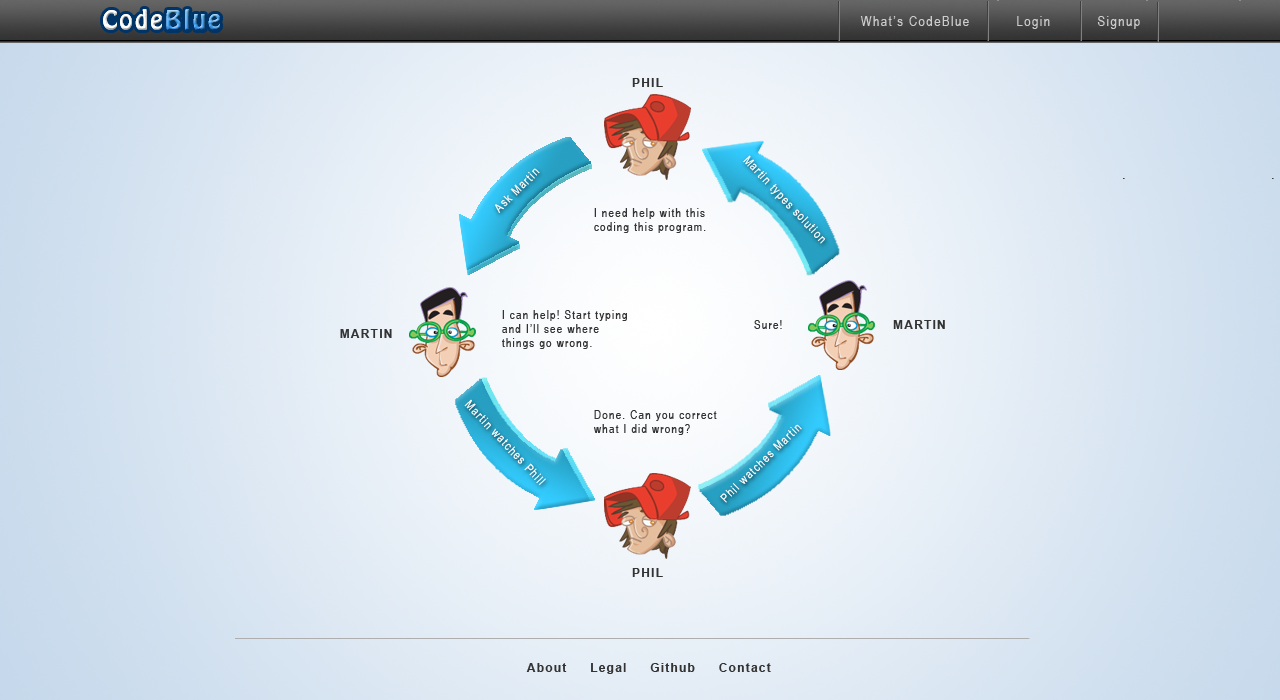 CodeBlue
What's CodeBlue
Login
Signup
PHIL
Ask Martin
Martin types solution
I need help with this
coding this program.
MARTIN
I can help! Start typing
and I'll see where
things go wrong.
Sure!
MARTIN
Martin watches Phill
Done. Can you correct
what I did wrong?
Phil watches Martin
PHIL
About
Legal
Github
Contact